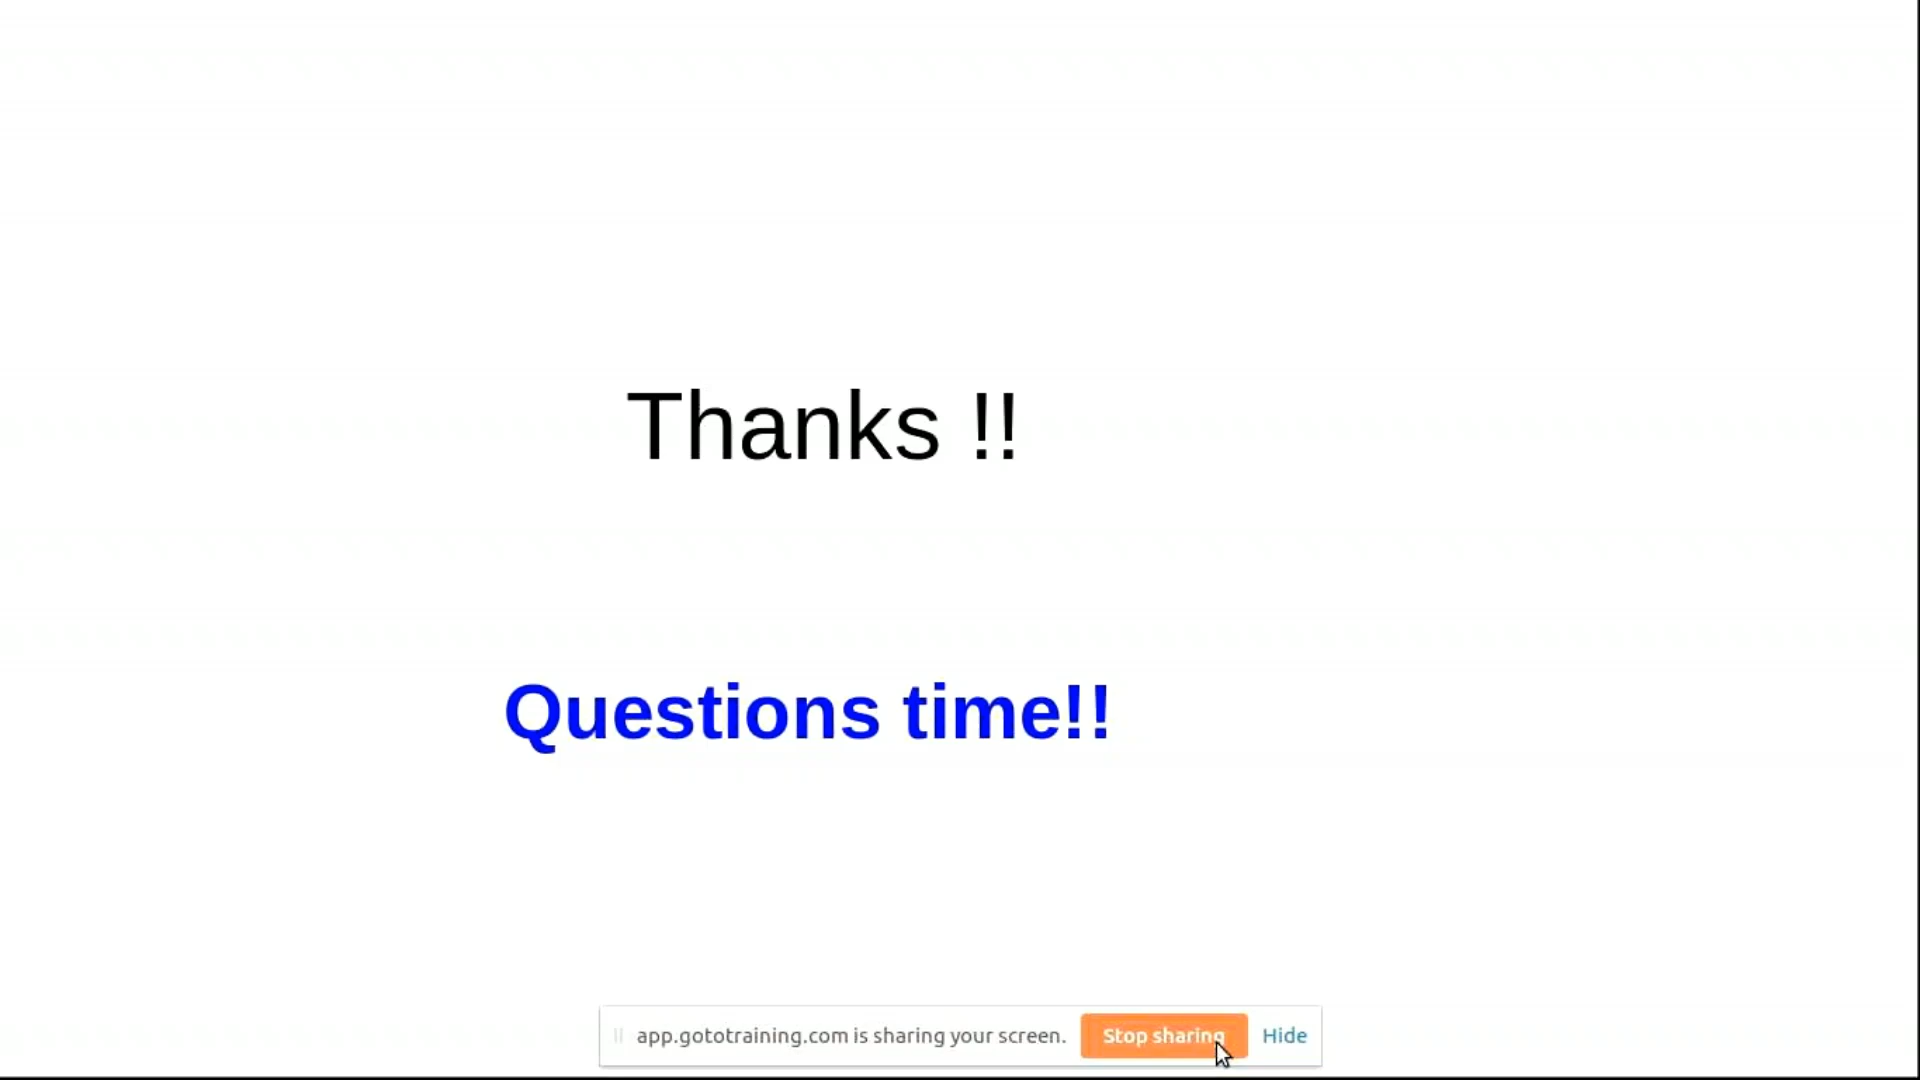 Thanks !!
Questions time!!
app.gototraining.com is sharing your screen. Stop sharing Hide